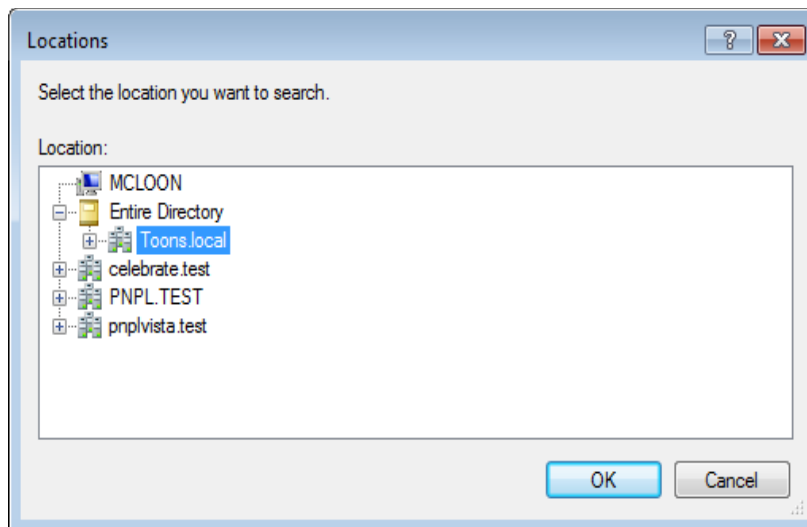 Locations
Select the location you want to search.
Location:
MCLOON
Entire Directory
Toons.local
celebrate.test
PNPL.TEST
pnplvista.test
OK Cancel